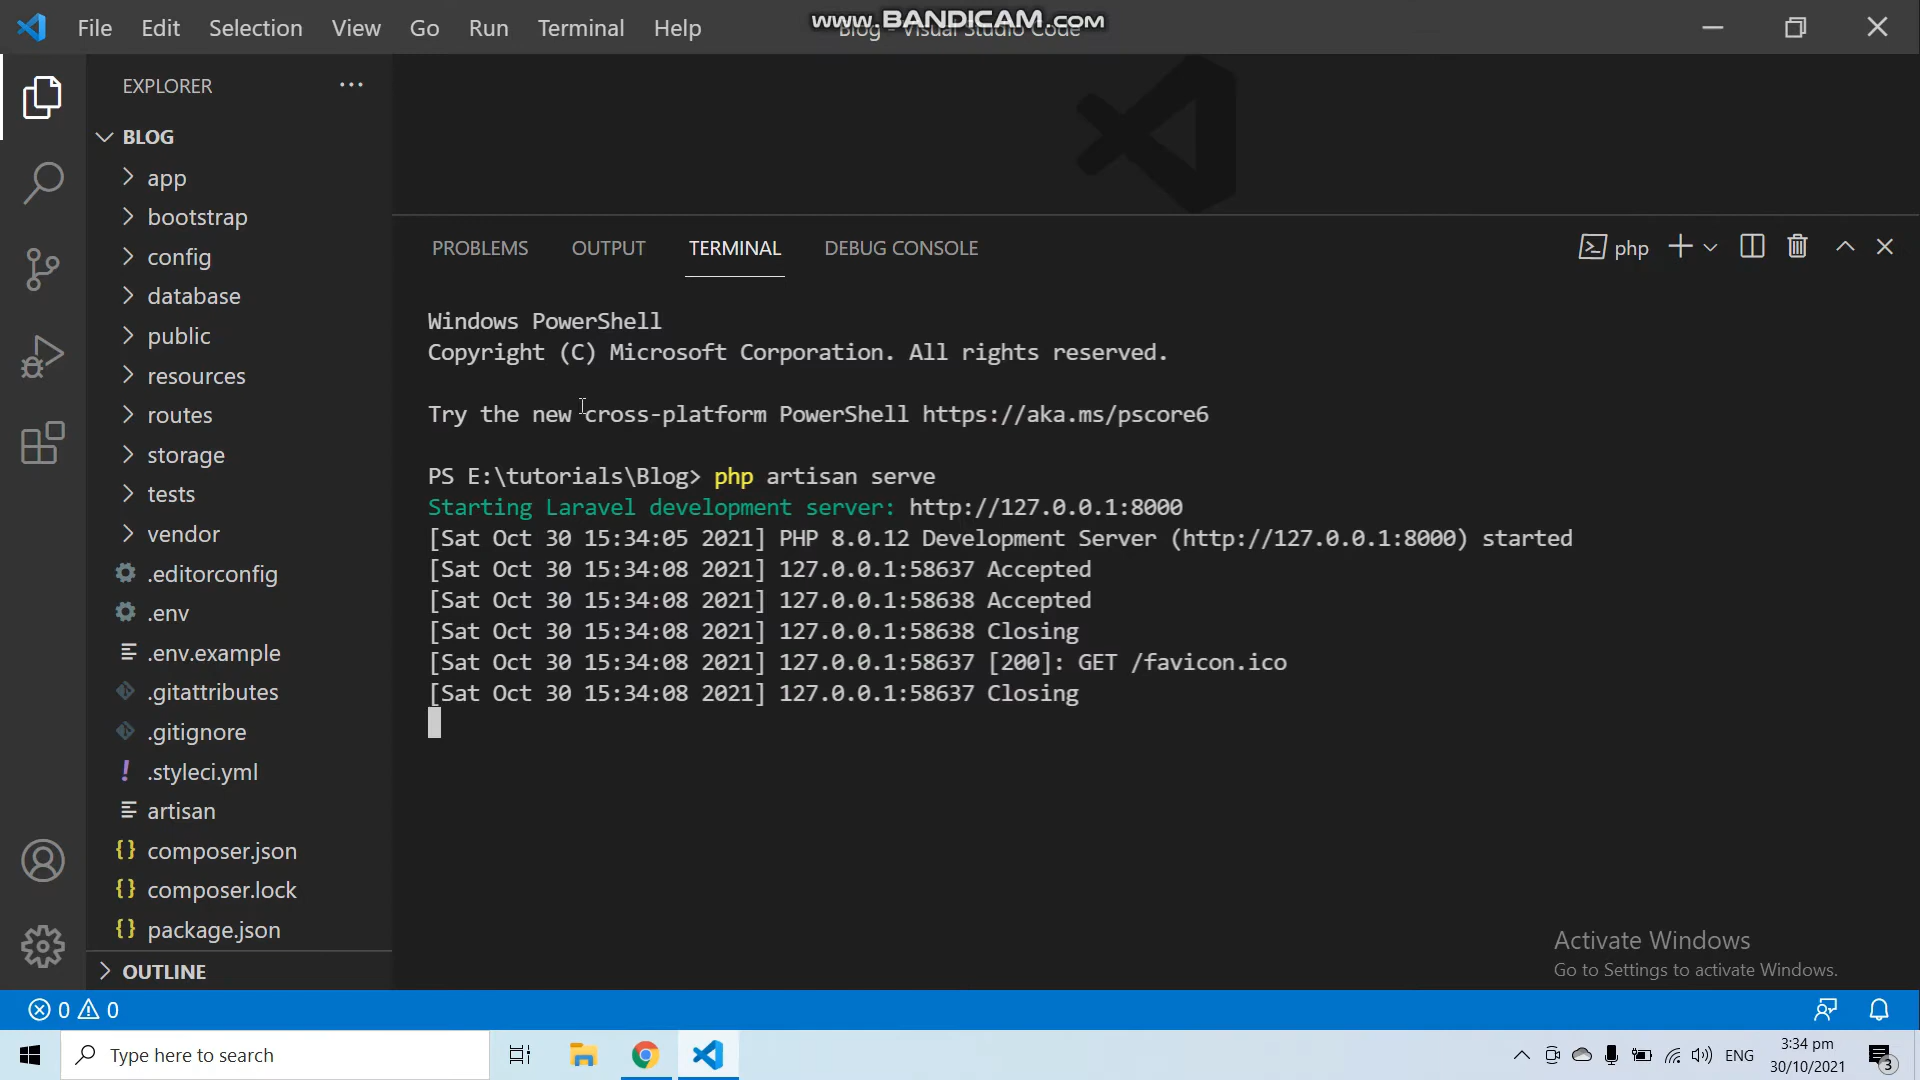 File Edit Selection View Go Run Terminal Help
www.BANDICAM.com
Blog - Visual Studio Code
EXPLORER
BLOG
app
bootstrap
config
database
public
resources
routes
storage
tests
vendor
.editorconfig
.env
.env.example
.gitattributes
.gitignore
.styleci.yml
artisan
composer.json
composer.lock
package.json
OUTLINE
PROBLEMS OUTPUT TERMINAL DEBUG CONSOLE
php
Windows PowerShell
Copyright (C) Microsoft Corporation. All rights reserved.
Try the new cross-platform PowerShell https://aka.ms/pscore6
PS E:\tutorials\Blog> php artisan serve
Starting Laravel development server: http://127.0.0.1:8000
[Sat Oct 30 15:34:05 2021] PHP 8.0.12 Development Server (http://127.0.0.1:8000) started
[Sat Oct 30 15:34:08 2021] 127.0.0.1:58637 Accepted
[Sat Oct 30 15:34:08 2021] 127.0.0.1:58638 Accepted
[Sat Oct 30 15:34:08 2021] 127.0.0.1:58638 Closing
[Sat Oct 30 15:34:08 2021] 127.0.0.1:58637 [200]: GET /favicon.ico
[Sat Oct 30 15:34:08 2021] 127.0.0.1:58637 Closing
Activate Windows
Go to Settings to activate Windows.
0 0
Type here to search
ENG
3:34 pm
30/10/2021
3